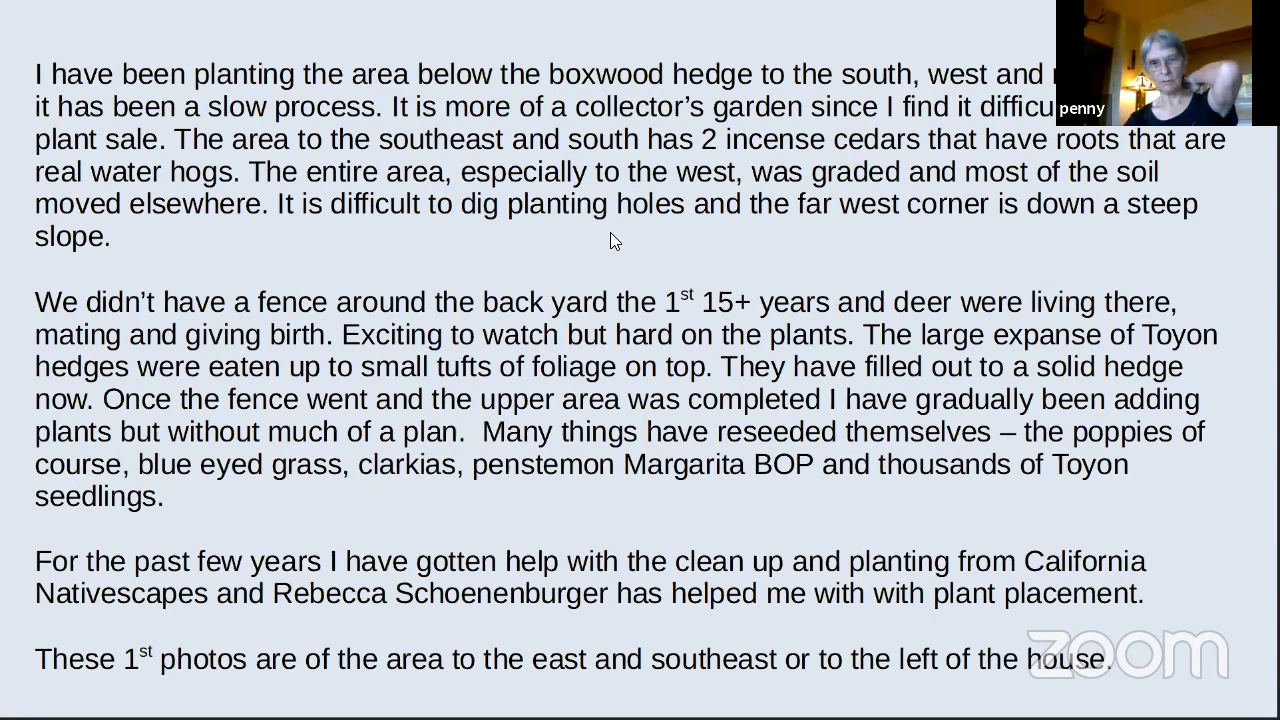 I have been planting the area below the boxwood hedge to the south, west and
it has been a slow process. It is more of a collector's garden since I find it
plant sale. The area to the southeast and south has 2 incense cedars that have roots that are
real water hogs. The entire area, especially to the west, was graded and most of the soil
moved elsewhere. It is difficult to dig planting holes and the far west corner is down a steep
slope.
We didn't have a fence around the back yard the 1st 15+ years and deer were living there,
mating and giving birth. Exciting to watch but hard on the plants. The large expanse of Toyon
hedges were eaten up to small tufts of foliage on top. They have filled out to a solid hedge
now. Once the fence went and the upper area was completed I have gradually been adding
plants but without much of a plan.  Many things have reseeded themselves – the poppies of
course, blue eyed grass, clarkias, penstemon Margarita BOP and thousands of Toyon
seedlings.
For the past few years I have gotten help with the clean up and planting from California
Nativescapes and Rebecca Schoenenburger has helped me with with plant placement.
These 1st photos are of the area to the east and southeast or to the left of the house.
penny
zoom